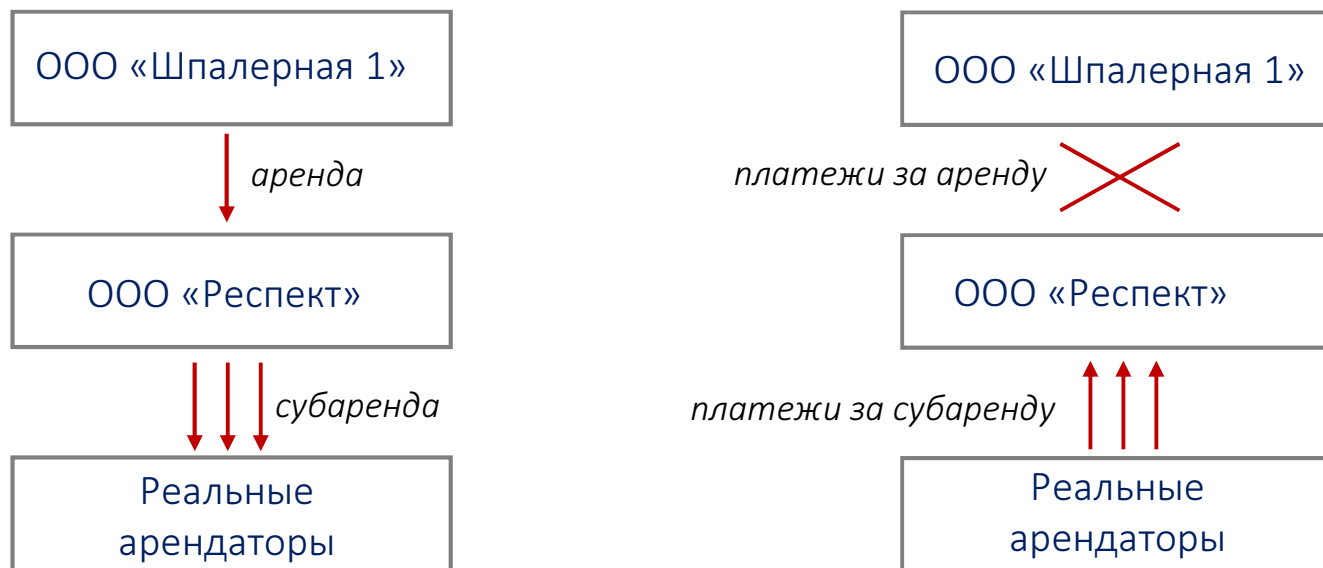 ООО «Шпалерная 1»
аренда
ООО «Респект»
субаренда
Реальные
арендаторы
ООО «Шпалерная 1»
платежи за аренду
ООО «Респект»
платежи за субаренду
Реальные
арендаторы